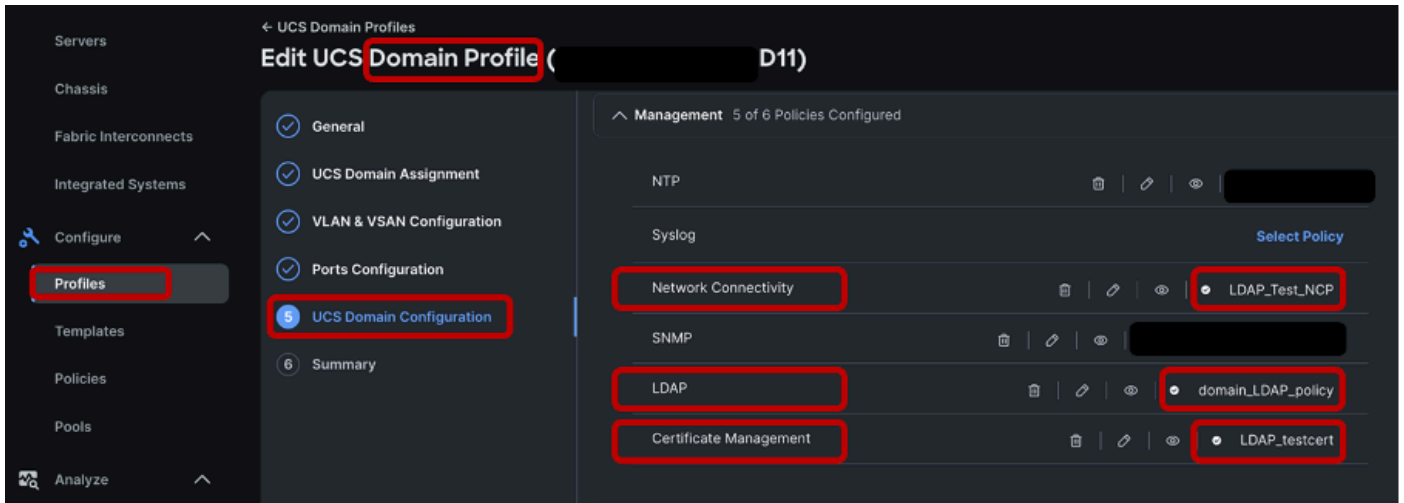 Servers
Chassis
Fabric Interconnects
Integrated Systems
Configure
Profiles
Templates
Policies
Pools
Analyze
← UCS Domain Profiles
Edit UCS Domain Profile ( D11)
General
UCS Domain Assignment
VLAN & VSAN Configuration
Ports Configuration
5 UCS Domain Configuration
6 Summary
Management 5 of 6 Policies Configured
NTP
Syslog Select Policy
Network Connectivity LDAP_Test_NCP
SNMP
LDAP domain_LDAP_policy
Certificate Management LDAP_testcert